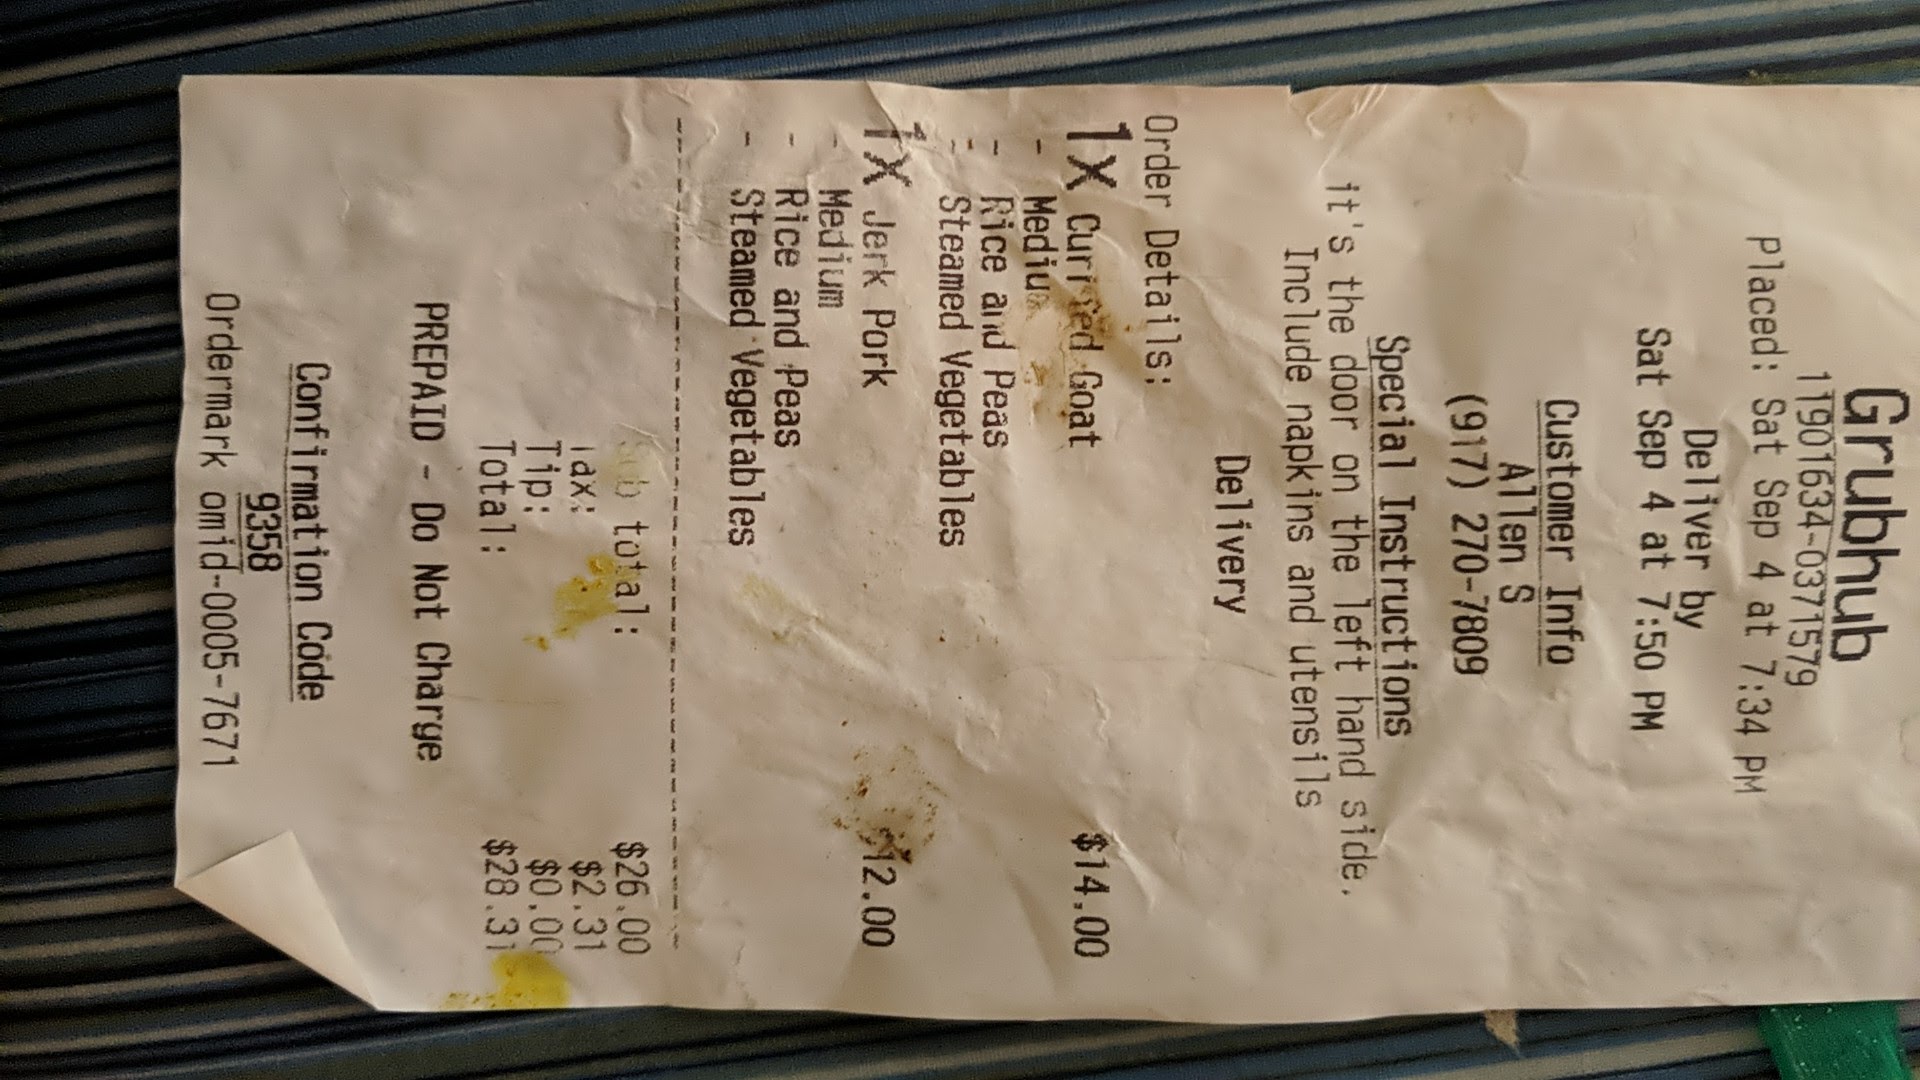 Grubhub
11901634-0371579
Placed: Sat Sep 4 at 7:34 PM
Deliver by
Sat Sep 4 at 7:50 PM
Customer Info
Allen S
(917) 270-7809
Special Instructions
it's the door on the left hand side.
Include napkins and utensils
Delivery
Order Details:
1x Curried Goat $14.00
- Medium
- Rice and Peas
- Steamed Vegetables
1x Jerk Pork $12.00
- Medium
- Rice and Peas
- Steamed Vegetables
Sub total: $26.00
Tax: $2.31
Tip: $0.00
Total: $28.31
PREPAID - Do Not Charge
Confirmation Code
9358
Ordermark omid-0005-7671